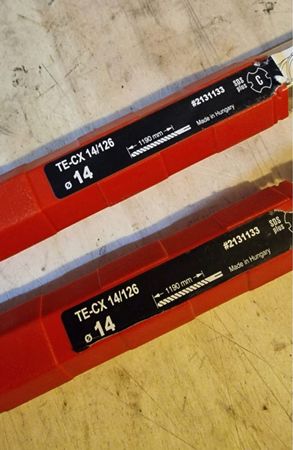 TE-CX 14/126
ø 14
1190 mm
#2131133
Made in Hungary
sds
plus
C
TE-CX 14/126
ø 14
1190 mm
#2131133
Made in Hungary
sds
plus